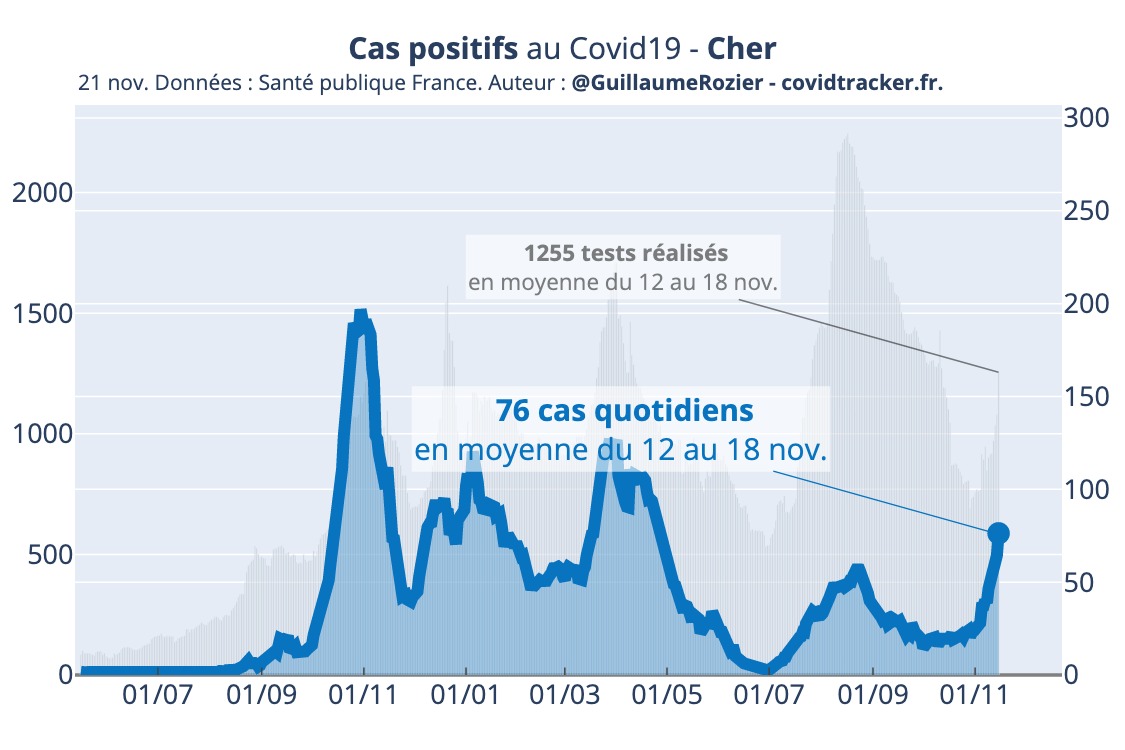 Cas positifs au Covid19 - Cher
21 nov. Données : Santé publique France. Auteur : @GuillaumeRozier - covidtracker.fr.
300
2000
250
1255 tests réalisés
en moyenne du 12 au 18 nov.
1500
200
150
76 cas quotidiens
en moyenne du 12 au 18 nov.
1000
100
500
50
0
0
01/07 01/09 01/11 01/01 01/03 01/05 01/07 01/09 01/11